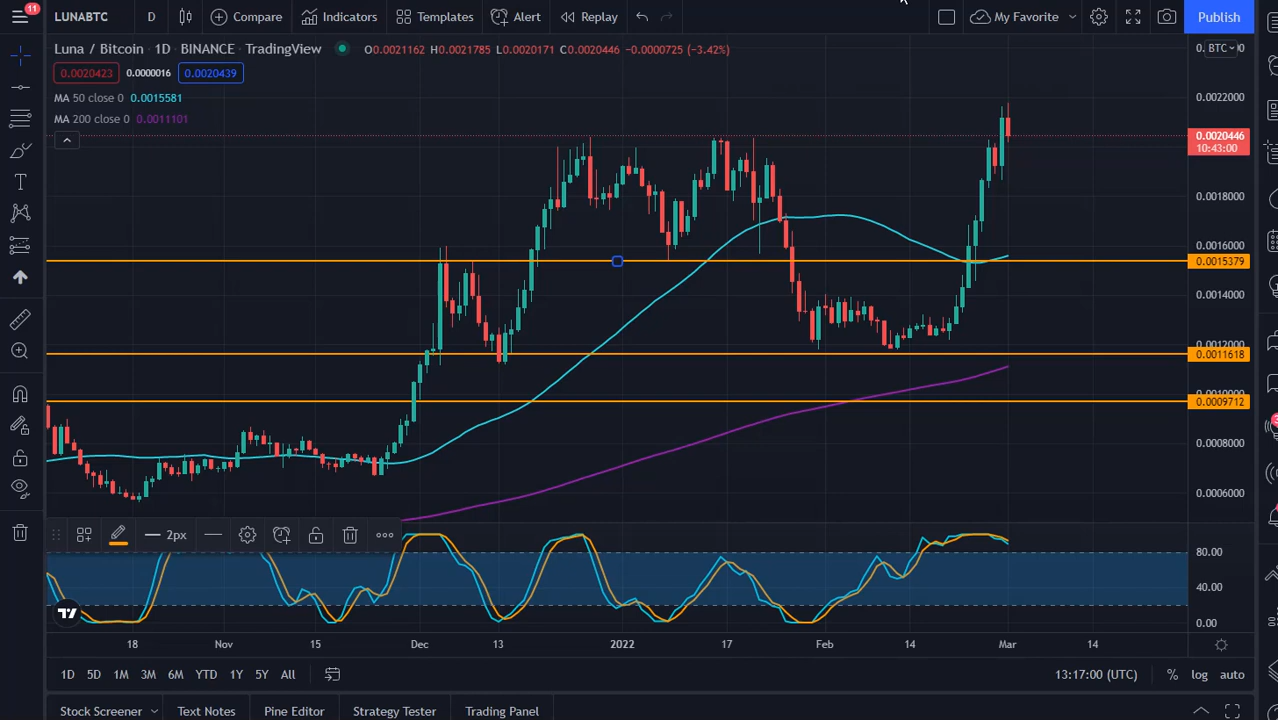 11
LUNABTC D Compare Indicators Templates Alert Replay My Favorite Publish
Luna / Bitcoin · 1D · BINANCE · TradingView O0.0021162 H0.0021785 L0.0020171 C0.0020446 −0.0000725 (−3.42%)
BTC
0.0020423 0.0000016 0.0020439
MA 50 close 0 0.0015581
MA 200 close 0 0.0011101
0.0022000
0.0020446
10:43:00
0.0018000
0.0016000
0.0015379
0.0014000
0.0012000
0.0011618
0.0010000
0.0009712
0.0008000
0.0006000
2px
80.00
40.00
0.00
18 Nov 15 Dec 13 2022 17 Feb 14 Mar 14
1D 5D 1M 3M 6M YTD 1Y 5Y All 13:17:00 (UTC) % log auto
Stock Screener Text Notes Pine Editor Strategy Tester Trading Panel